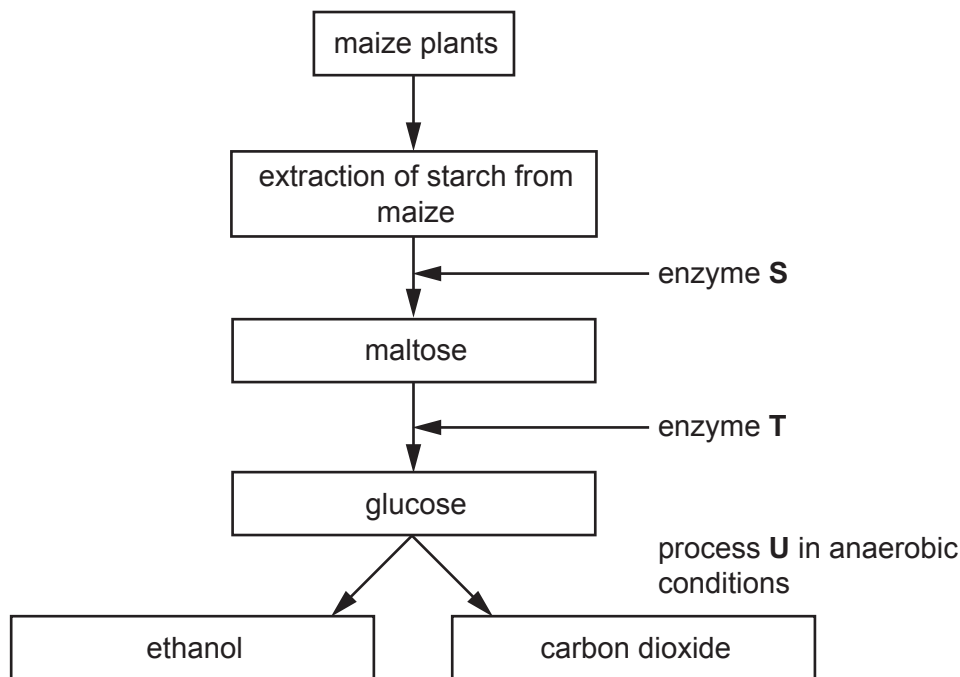 maize plants
extraction of starch from
maize
enzyme S
maltose
enzyme T
glucose
process U in anaerobic
conditions
ethanol
carbon dioxide